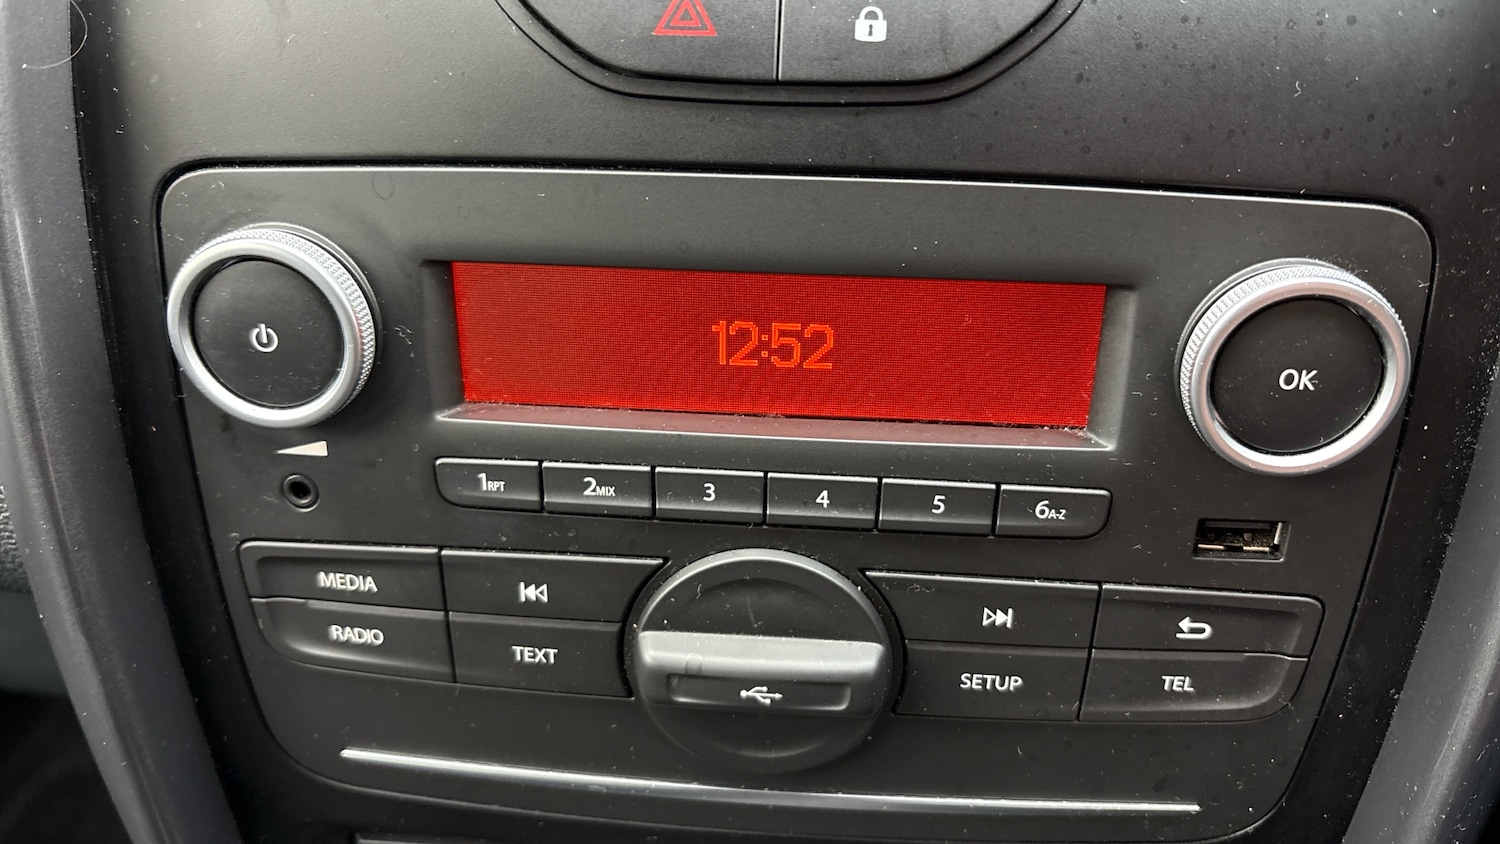 12:52
OK
1RPT
2MIX
3
4
5
6A-Z
MEDIA
RADIO
TEXT
SETUP
TEL